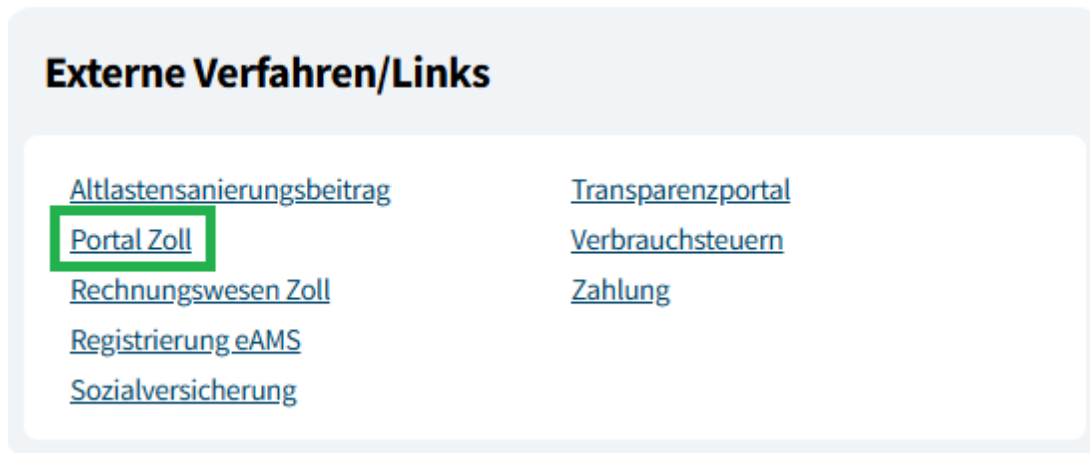 Externe Verfahren/Links
Altlastensanierungsbeitrag
Portal Zoll
Rechnungswesen Zoll
Registrierung eAMS
Sozialversicherung
Transparenzportal
Verbrauchsteuern
Zahlung